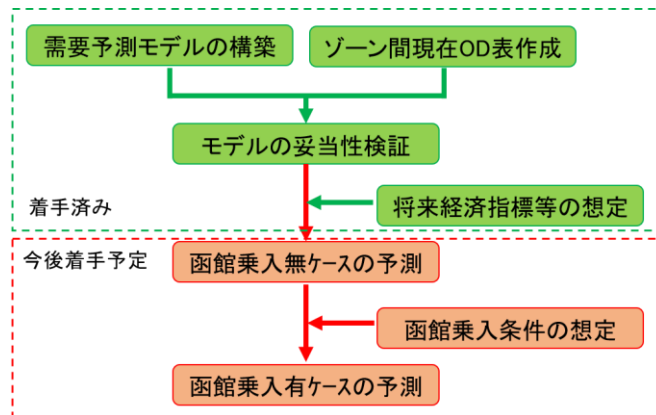 需要予測モデルの構築
ゾーン間現在OD表作成
モデルの妥当性検証
着手済み
将来経済指標等の想定
今後着手予定
函館乗入無ｹｰｽの予測
函館乗入条件の想定
函館乗入有ｹｰｽの予測